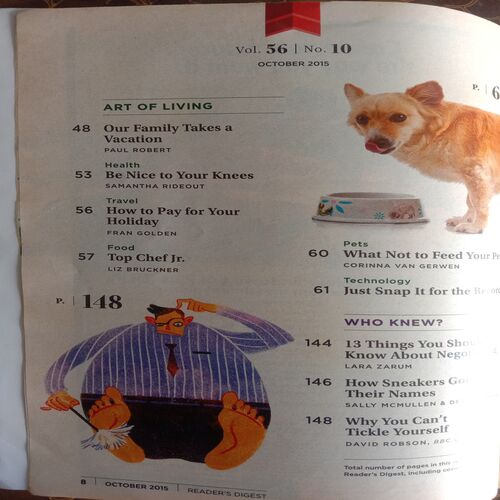 Vol. 56 | No. 10
OCTOBER 2015
P. | 6
ART OF LIVING
48 Our Family Takes a
Vacation
PAUL ROBERT
Health
53 Be Nice to Your Knees
SAMANTHA RIDEOUT
Travel
56 How to Pay for Your
Holiday
FRAN GOLDEN
Food
57 Top Chef Jr.
LIZ BRUCKNER
P. | 148
Pets
60 What Not to Feed Your
CORINNA VAN GERWEN
Technology
61 Just Snap It for the
WHO KNEW?
144 13 Things You
Know About
LARA ZARUM
146 How Sneakers
Their Names
SALLY MCMULLEN &
148 Why You Can't
Tickle Yourself
DAVID ROBSON, BBC
Total number of pages in this
Reader's Digest, including
8 | OCTOBER 2015 | READER'S DIGEST